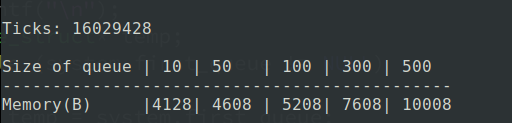 Ticks: 16029428
Size of queue | 10 | 50   | 100 | 300 | 500
-------------------------------------------
Memory(B)     |4128| 4608 | 5208| 7608| 10008